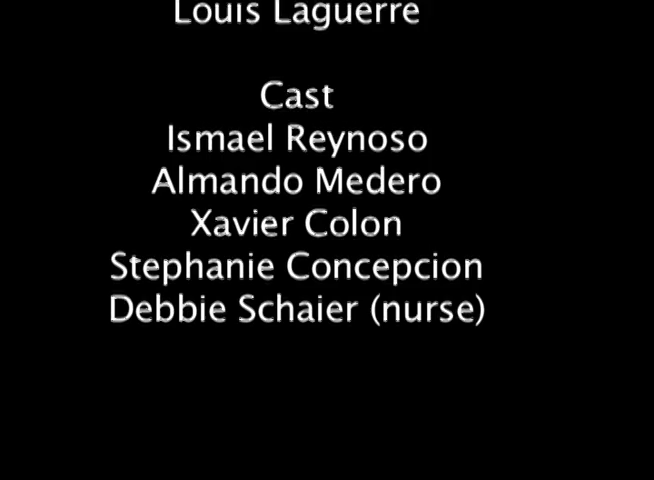 Louis Laguerre
Cast
Ismael Reynoso
Almando Medero
Xavier Colon
Stephanie Concepcion
Debbie Schaier (nurse)